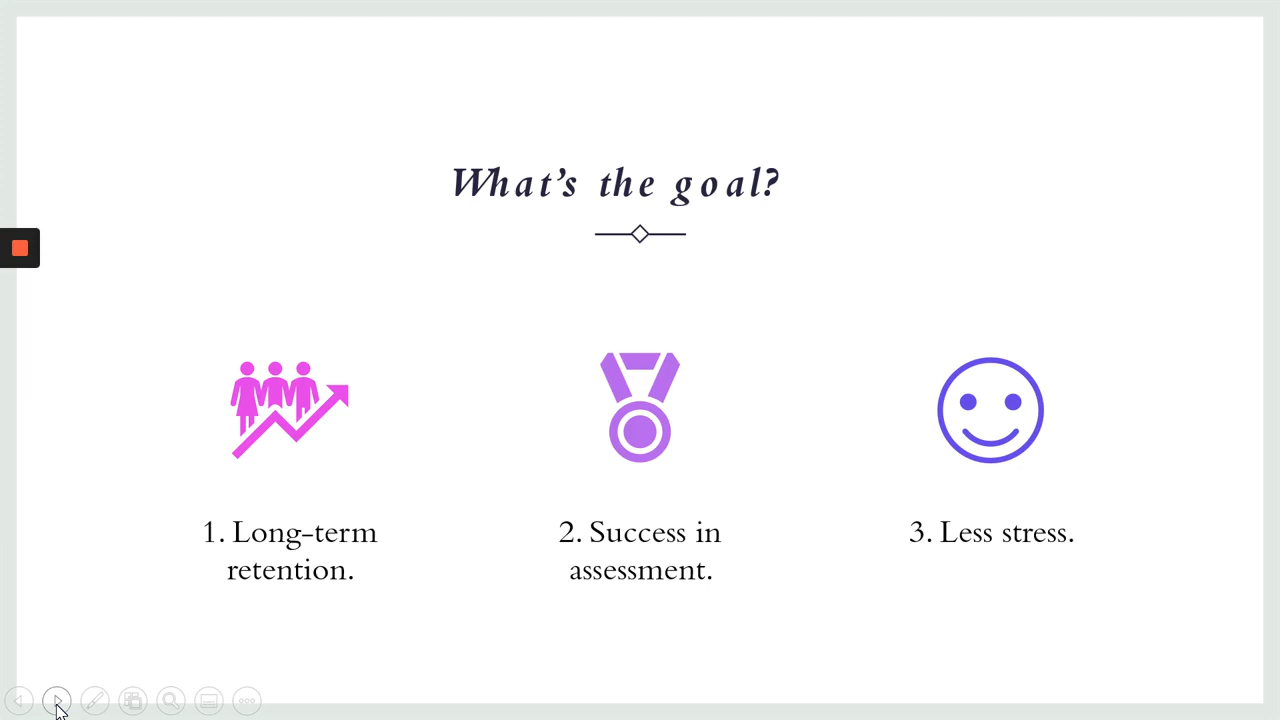 What's the goal?
1. Long-term
retention.
2. Success in
assessment.
3. Less stress.